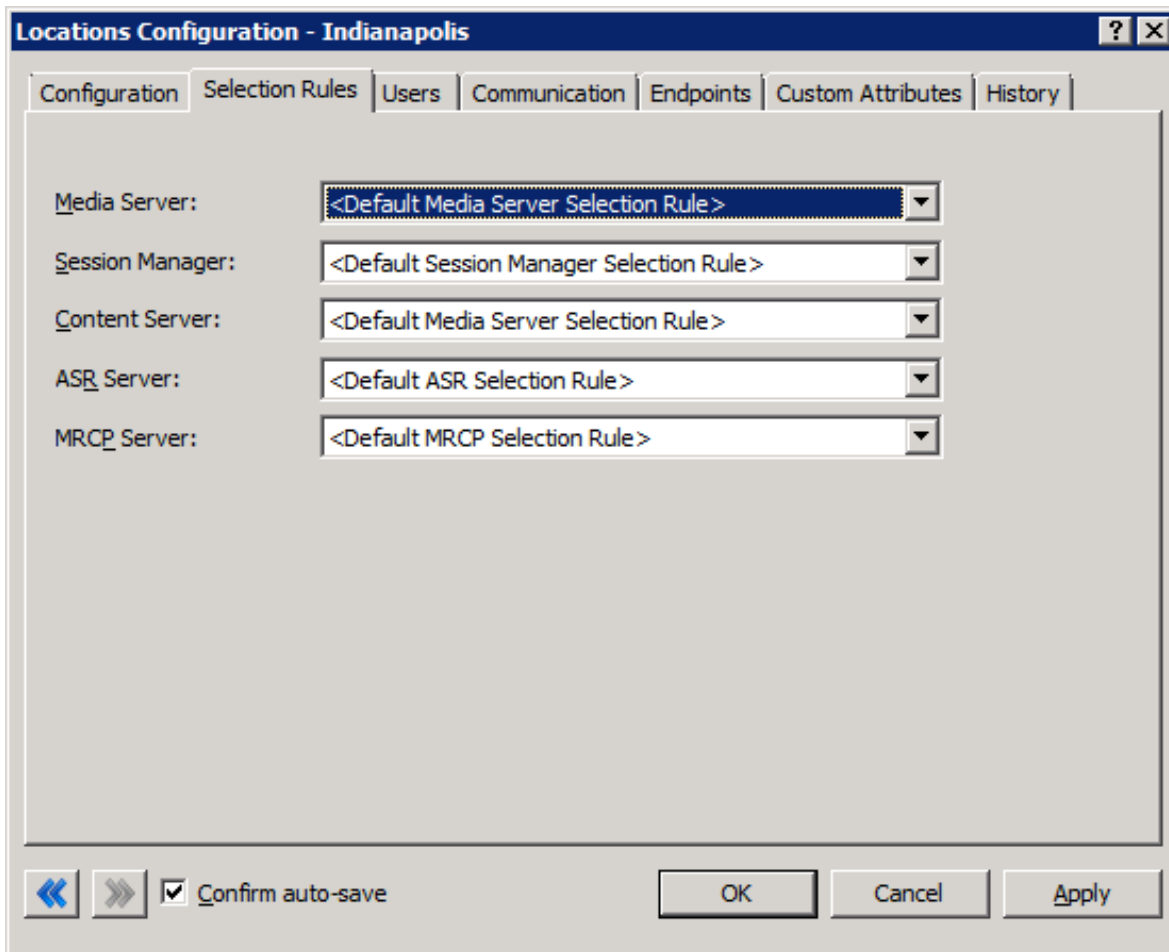 Locations Configuration - Indianapolis
Configuration Selection Rules Users Communication Endpoints Custom Attributes History
Media Server: <Default Media Server Selection Rule>
Session Manager: <Default Session Manager Selection Rule>
Content Server: <Default Media Server Selection Rule>
ASR Server: <Default ASR Selection Rule>
MRCP Server: <Default MRCP Selection Rule>
Confirm auto-save OK Cancel Apply